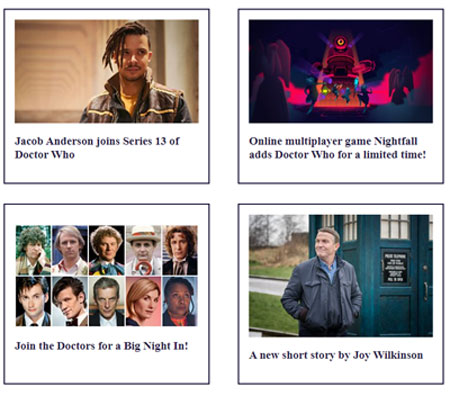 Jacob Anderson joins Series 13 of
Doctor Who
Online multiplayer game Nightfall
adds Doctor Who for a limited time!
Join the Doctors for a Big Night In!
A new short story by Joy Wilkinson